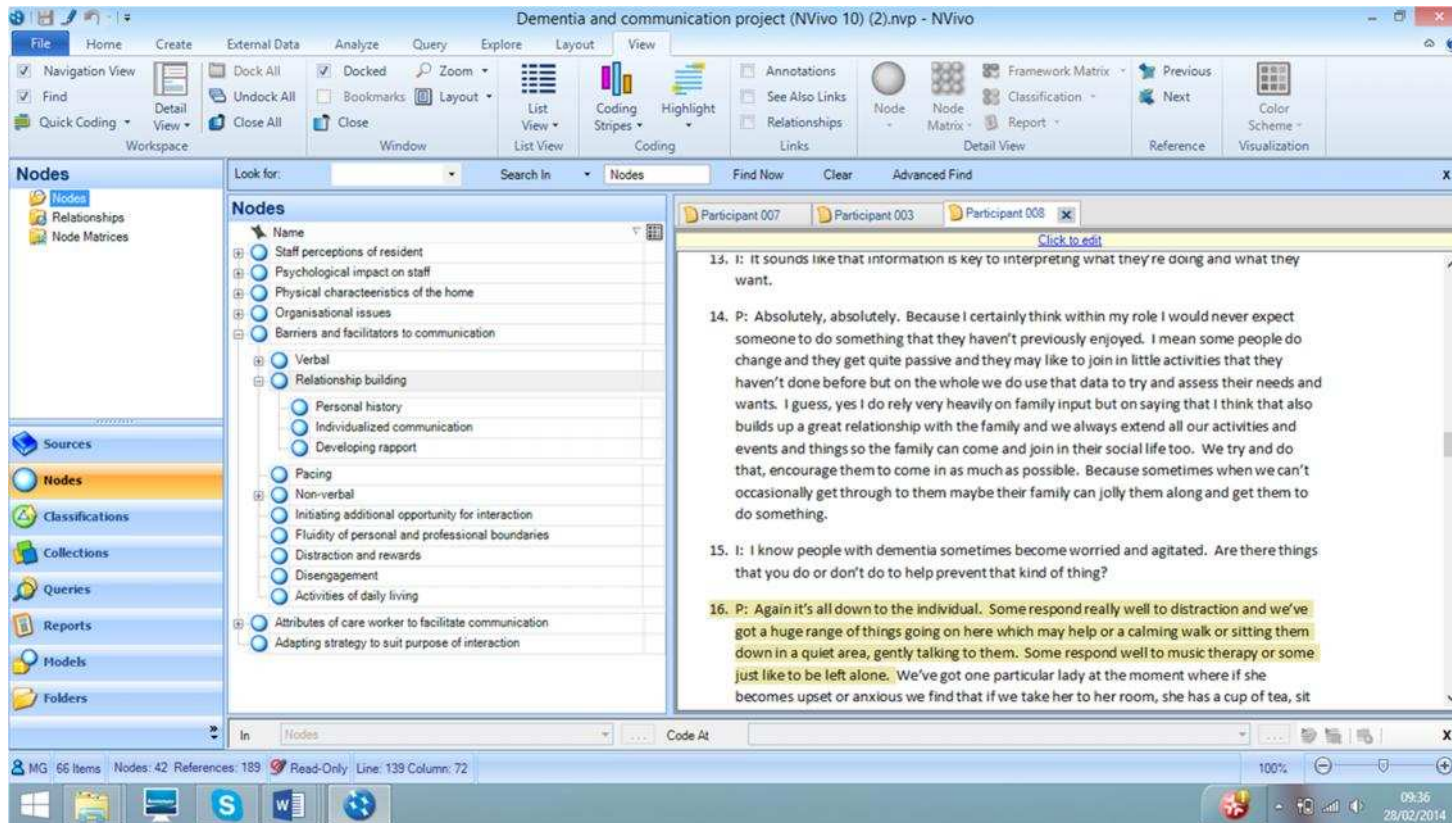 Dementia and communication project (NVivo 10) (2).nvp - NVivo
File Home Create External Data Analyze Query Explore Layout View
Navigation View
Find
Quick Coding
Detail View
Workspace
Dock All
Undock All
Close All
Docked
Bookmarks
Close
Zoom
Layout
Window
List View
List View
Coding Stripes
Highlight
Coding
Annotations
See Also Links
Relationships
Links
Node
Node Matrix
Framework Matrix
Classification
Report
Detail View
Previous
Next
Reference
Color Scheme
Visualization
Nodes
Nodes
Relationships
Node Matrices
Sources
Nodes
Classifications
Collections
Queries
Reports
Models
Folders
Look for: Search In Nodes Find Now Clear Advanced Find x
Nodes
Name
Staff perceptions of resident
Psychological impact on staff
Physical characteeristics of the home
Organisational issues
Barriers and facilitators to communication
Verbal
Relationship building
Personal history
Individualized communication
Developing rapport
Pacing
Non-verbal
Initiating additional opportunity for interaction
Fluidity of personal and professional boundaries
Distraction and rewards
Disengagement
Activities of daily living
Attributes of care worker to facilitate communication
Adapting strategy to suit purpose of interaction
Participant 007 Participant 003 Participant 008 x
Click to edit
13. I: It sounds like that information is key to interpreting what they're doing and what they
want.
14. P: Absolutely, absolutely. Because I certainly think within my role I would never expect
someone to do something that they haven't previously enjoyed. I mean some people do
change and they get quite passive and they may like to join in little activities that they
haven't done before but on the whole we do use that data to try and assess their needs and
wants. I guess, yes I do rely very heavily on family input but on saying that I think that also
builds up a great relationship with the family and we always extend all our activities and
events and things so the family can come and join in their social life too. We try and do
that, encourage them to come in as much as possible. Because sometimes when we can't
occasionally get through to them maybe their family can jolly them along and get them to
do something.
15. I: I know people with dementia sometimes become worried and agitated. Are there things
that you do or don't do to help prevent that kind of thing?
16. P: Again it's all down to the individual. Some respond really well to distraction and we've
got a huge range of things going on here which may help or a calming walk or sitting them
down in a quiet area, gently talking to them. Some respond well to music therapy or some
just like to be left alone. We've got one particular lady at the moment where if she
becomes upset or anxious we find that if we take her to her room, she has a cup of tea, sit
In Nodes ... Code At ... x
MG 66 Items Nodes: 42 References: 189 Read-Only Line: 139 Column: 72 100%
09:36
28/02/2014